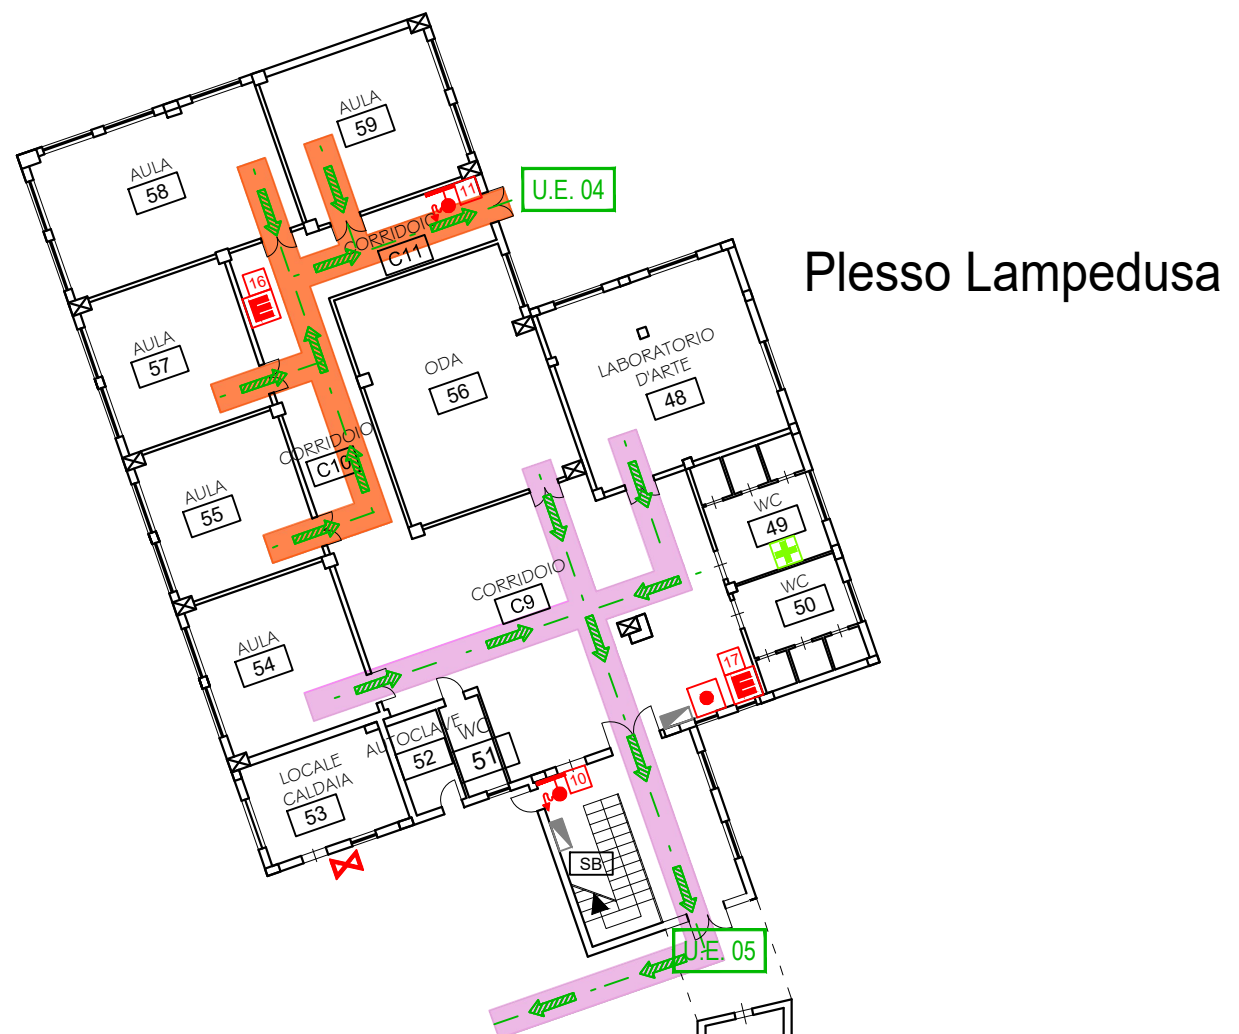 AULA
59
AULA
58
11
U.E. 04
CORRIDOIO
C11
16
Plesso Lampedusa
AULA
57
ODA
56
LABORATORIO
D'ARTE
48
CORRIDOIO
C10
AULA
55
WC
49
CORRIDOIO
C9
WC
50
AULA
54
17
AUTOCLAVE
52
WC
51
LOCALE
CALDAIA
53
10
SB
U.E. 05